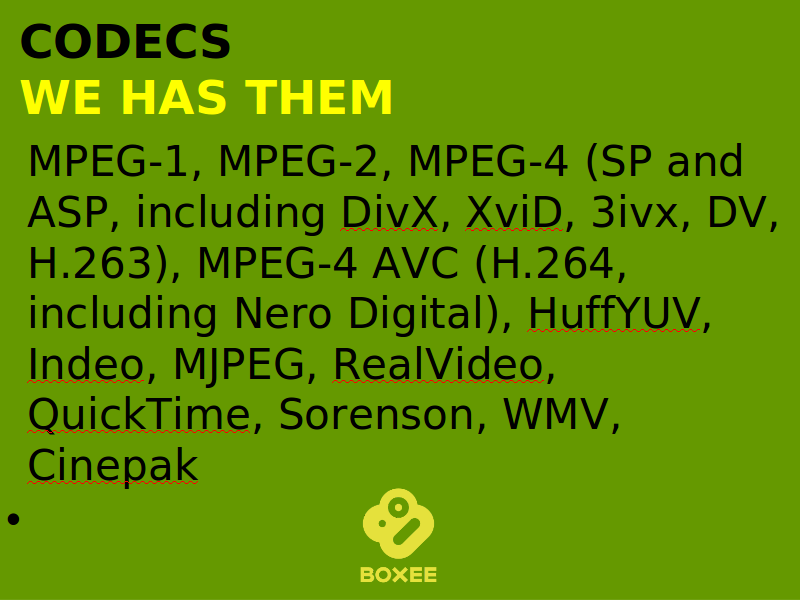 CODECS
WE HAS THEM
MPEG-1, MPEG-2, MPEG-4 (SP and
ASP, including DivX, XviD, 3ivx, DV,
H.263), MPEG-4 AVC (H.264,
including Nero Digital), HuffYUV,
Indeo, MJPEG, RealVideo,
QuickTime, Sorenson, WMV,
Cinepak
•
BOXEE